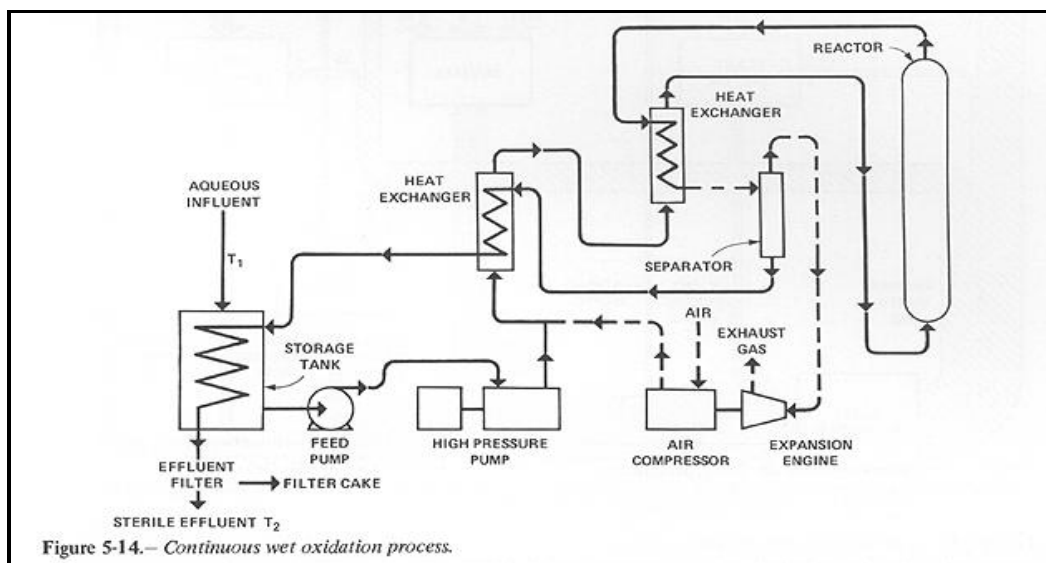 REACTOR
HEAT
EXCHANGER
HEAT
EXCHANGER
AQUEOUS
INFLUENT
T₁
SEPARATOR
AIR
EXHAUST
GAS
STORAGE
TANK
FEED
PUMP
HIGH PRESSURE
PUMP
AIR
COMPRESSOR
EXPANSION
ENGINE
EFFLUENT
FILTER
FILTER CAKE
STERILE EFFLUENT T₂
Figure 5-14.— Continuous wet oxidation process.